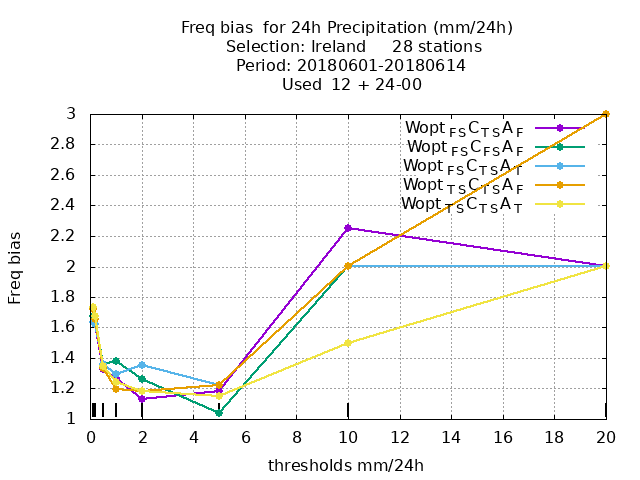 Freq bias  for 24h Precipitation (mm/24h)
Selection: Ireland     28 stations
Period: 20180601-20180614
Used  12 + 24-00
3
2.8
2.6
2.4
2.2
2
1.8
1.6
1.4
1.2
1
Freq bias
Wopt FS C TS A F
Wopt FS C FS A F
Wopt FS C TS A T
Wopt TS C TS A F
Wopt TS C TS A T
0 2 4 6 8 10 12 14 16 18 20
thresholds mm/24h